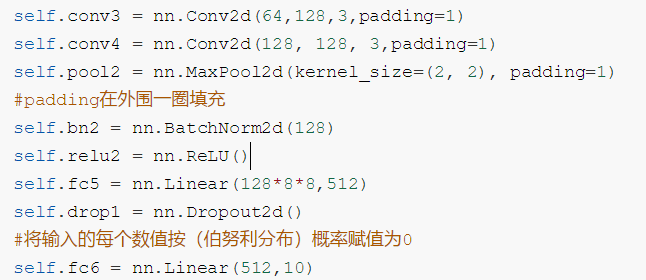 self.conv3 = nn.Conv2d(64,128,3,padding=1)
self.conv4 = nn.Conv2d(128, 128, 3,padding=1)
self.pool2 = nn.MaxPool2d(kernel_size=(2, 2), padding=1)
#padding在外围一圈填充
self.bn2 = nn.BatchNorm2d(128)
self.relu2 = nn.ReLU()
self.fc5 = nn.Linear(128*8*8,512)
self.drop1 = nn.Dropout2d()
#将输入的每个数值按（伯努利分布）概率赋值为0
self.fc6 = nn.Linear(512,10)